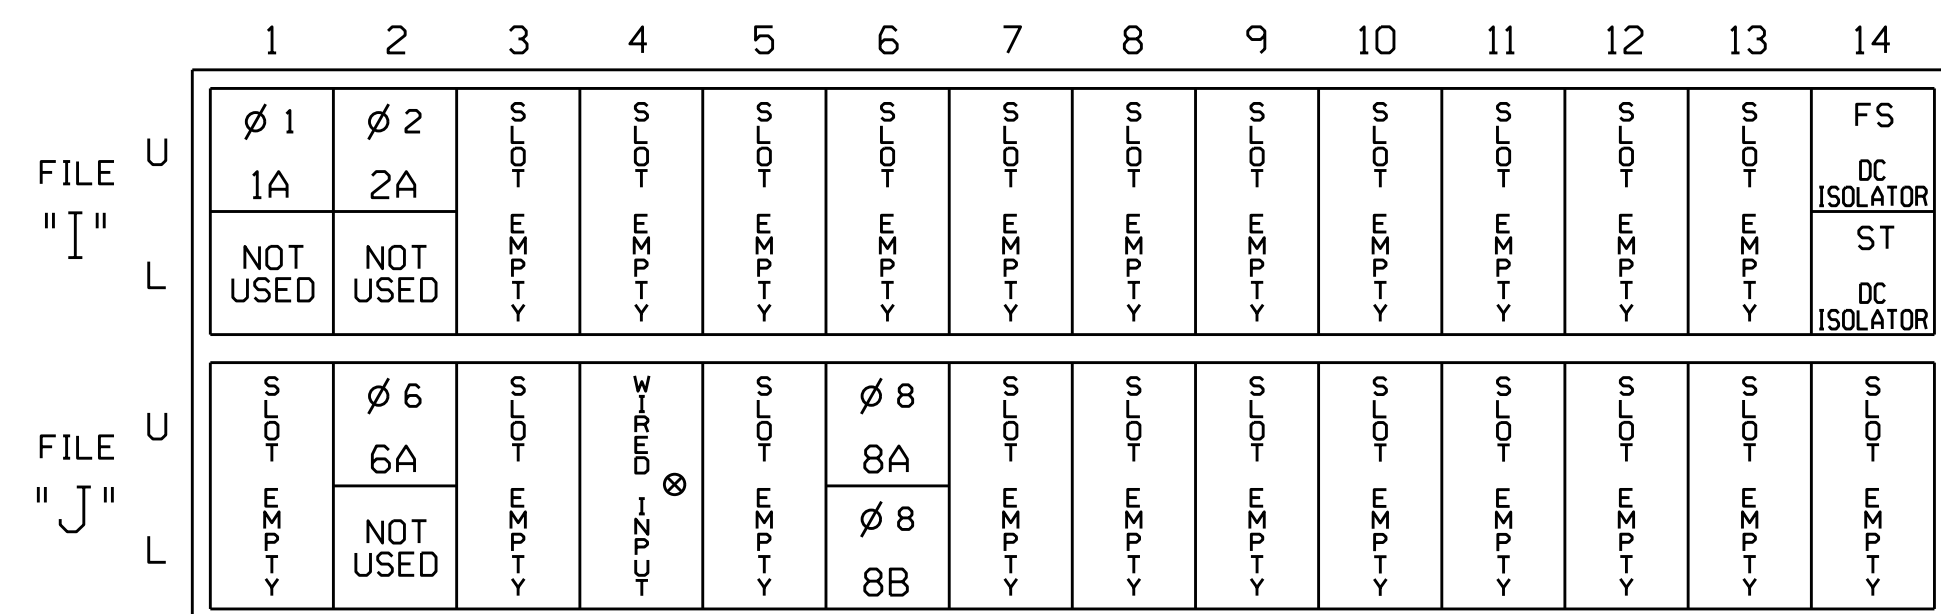 1 2 3 4 5 6 7 8 9 10 11 12 13 14
FILE
"I"
U
L
Ø 1
1A
NOT
USED
Ø 2
2A
NOT
USED
SLOT EMPTY
SLOT EMPTY
SLOT EMPTY
SLOT EMPTY
SLOT EMPTY
SLOT EMPTY
SLOT EMPTY
SLOT EMPTY
SLOT EMPTY
SLOT EMPTY
SLOT EMPTY
FS
DC
ISOLATOR
ST
DC
ISOLATOR
FILE
"J"
U
L
SLOT EMPTY
Ø 6
6A
NOT
USED
SLOT EMPTY
WIRED INPUT
SLOT EMPTY
Ø 8
8A
Ø 8
8B
SLOT EMPTY
SLOT EMPTY
SLOT EMPTY
SLOT EMPTY
SLOT EMPTY
SLOT EMPTY
SLOT EMPTY
SLOT EMPTY